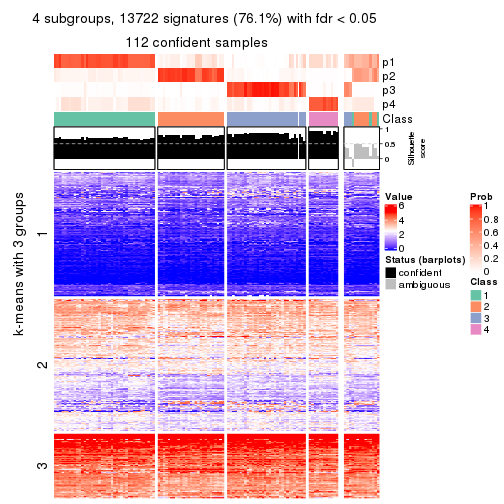 4 subgroups, 13722 signatures (76.1%) with fdr < 0.05
112 confident samples
p1
p2
p3
p4
Class
1
0.5
0
Silhouette
score
k-means with 3 groups
1
2
3
Value
6
4
2
0
Status (barplots)
confident
ambiguous
Prob
1
0.8
0.6
0.4
0.2
0
Class
1
2
3
4